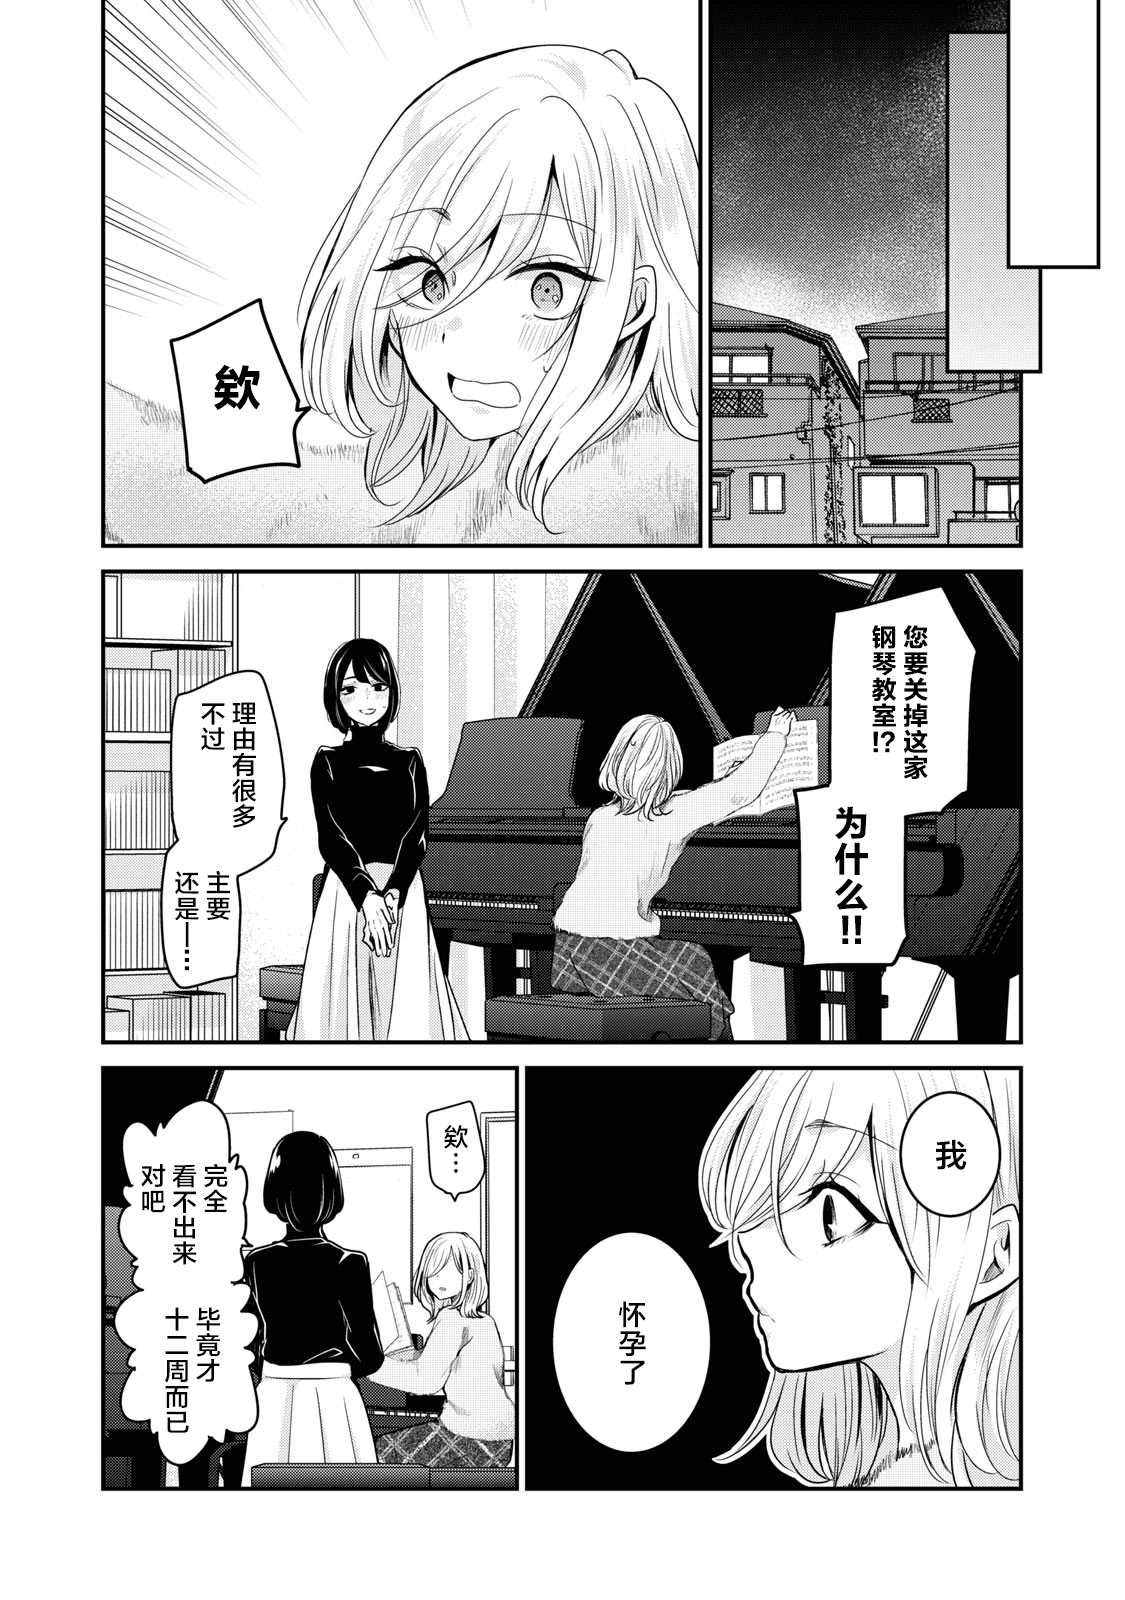 欸
您要关掉这家
钢琴教室!?
为什么!!
理由有很多
不过
主要
还是—…
我
怀孕了
欸…
完全
看不出来
对吧
毕竟才
十二周而已